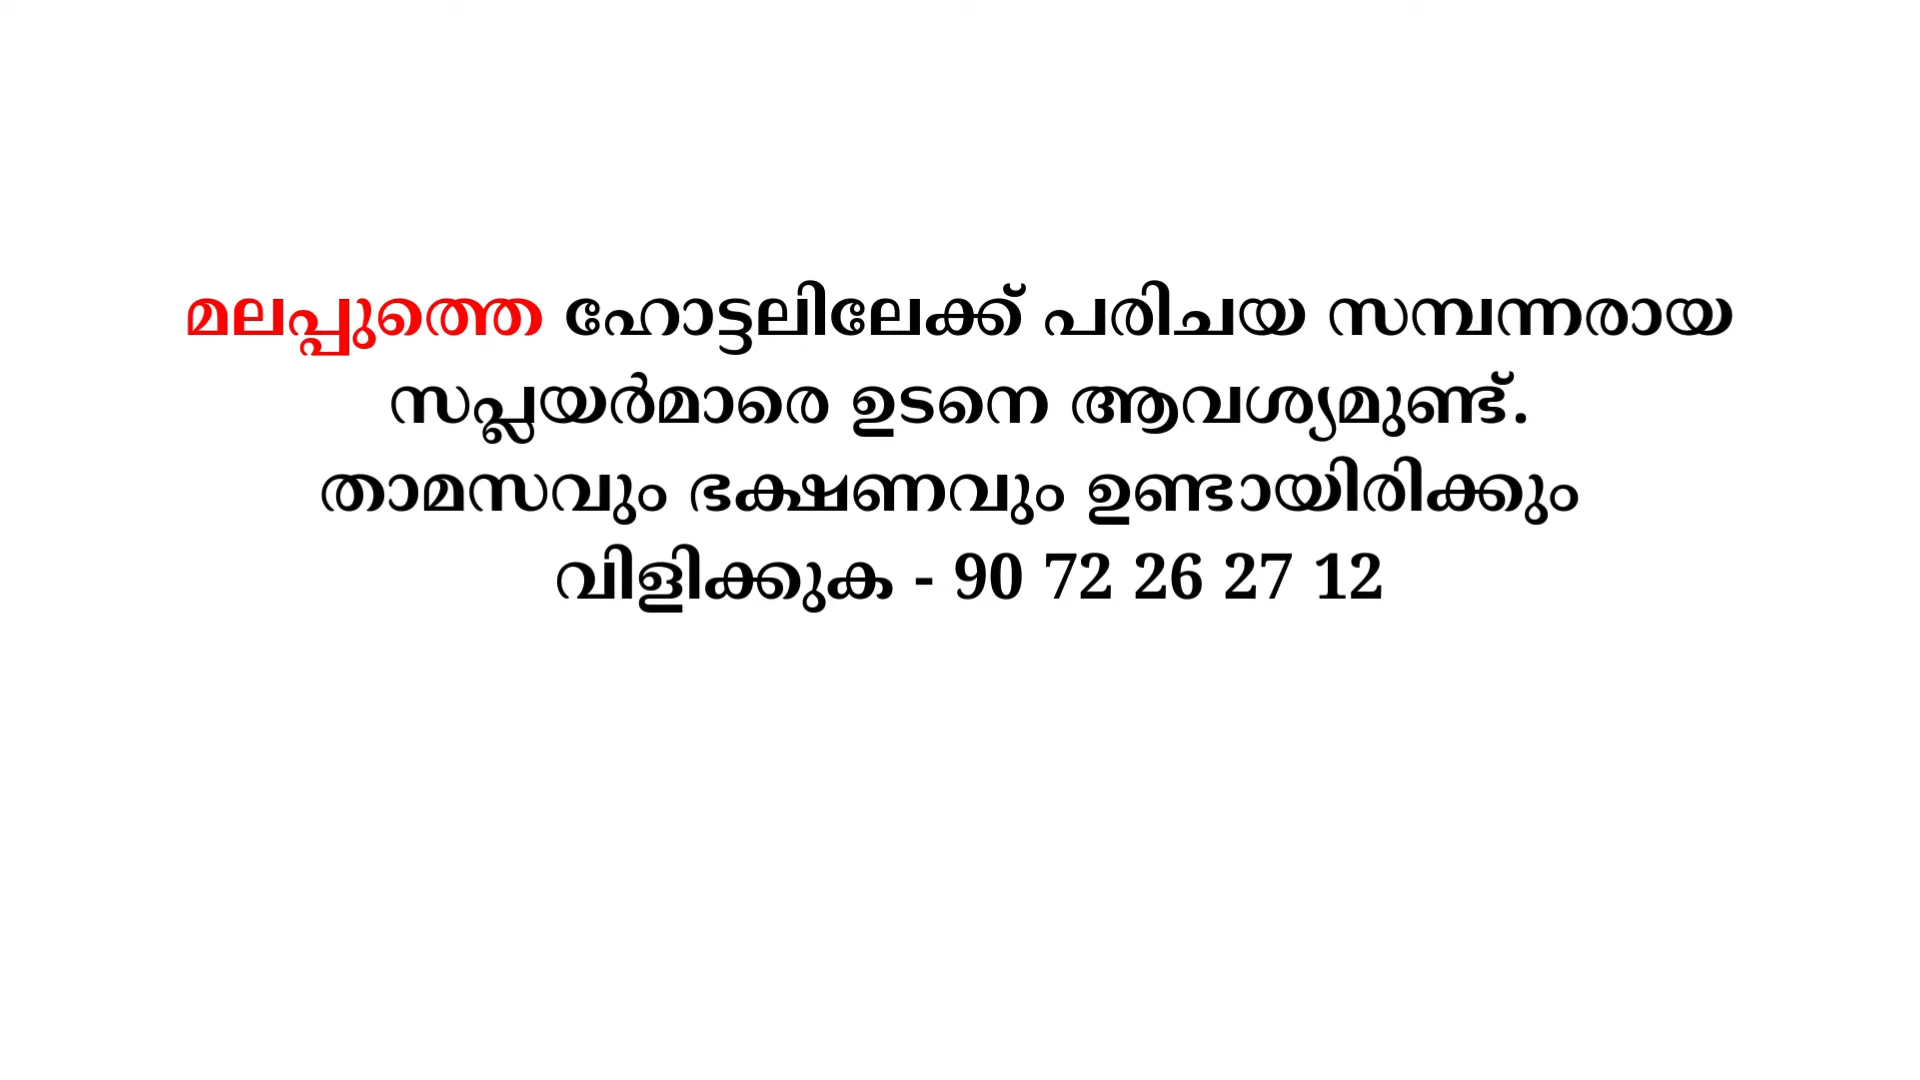 മലപ്പുത്തെ ഹോട്ടലിലേക്ക് പരിചയ സമ്പന്നരായ
സപ്ലയർമാരെ ഉടനെ ആവശ്യമുണ്ട്.
താമസവും ഭക്ഷണവും ഉണ്ടായിരിക്കും
വിളിക്കുക - 90 72 26 27 12